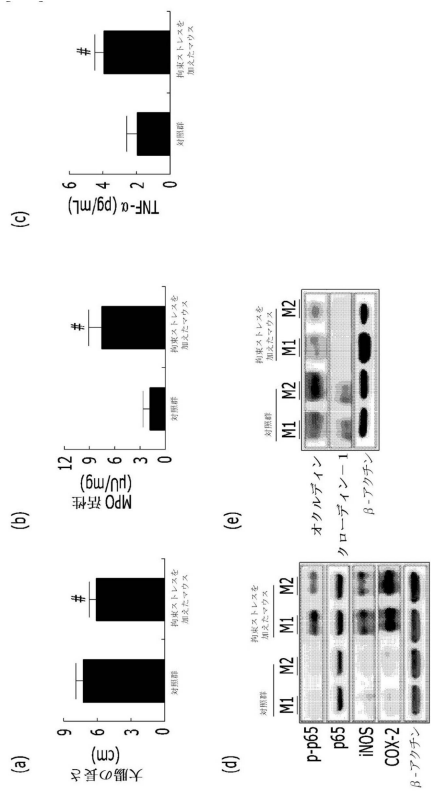 (a)
大腸の長さ
(cm)
9
6
3
0
対照群
#
拘束ストレスを
加えたマウス
(b)
MPO 活性
(μU/mg)
12
9
6
3
0
対照群
#
拘束ストレスを
加えたマウス
(c)
TNF-α (pg/mL)
6
4
2
0
対照群
#
拘束ストレスを
加えたマウス
(d)
対照群
拘束ストレスを
加えたマウス
M1 M2 M1 M2
p-p65
p65
iNOS
COX-2
β-アクチン
(e)
対照群
拘束ストレスを
加えたマウス
M1 M2 M1 M2
オクルディン
クローディン-1
β-アクチン